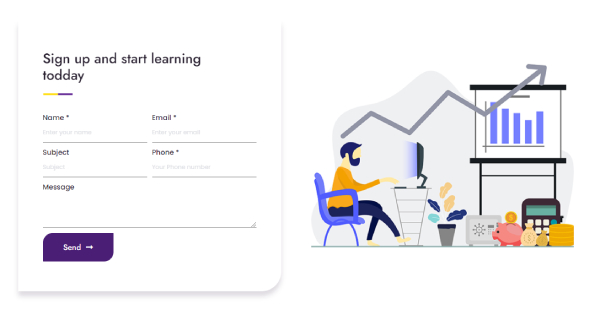 Sign up and start learning
todday
Name * Email *
Enter your name Enter your email
Subject Phone *
Subject Your Phone number
Message
Send →